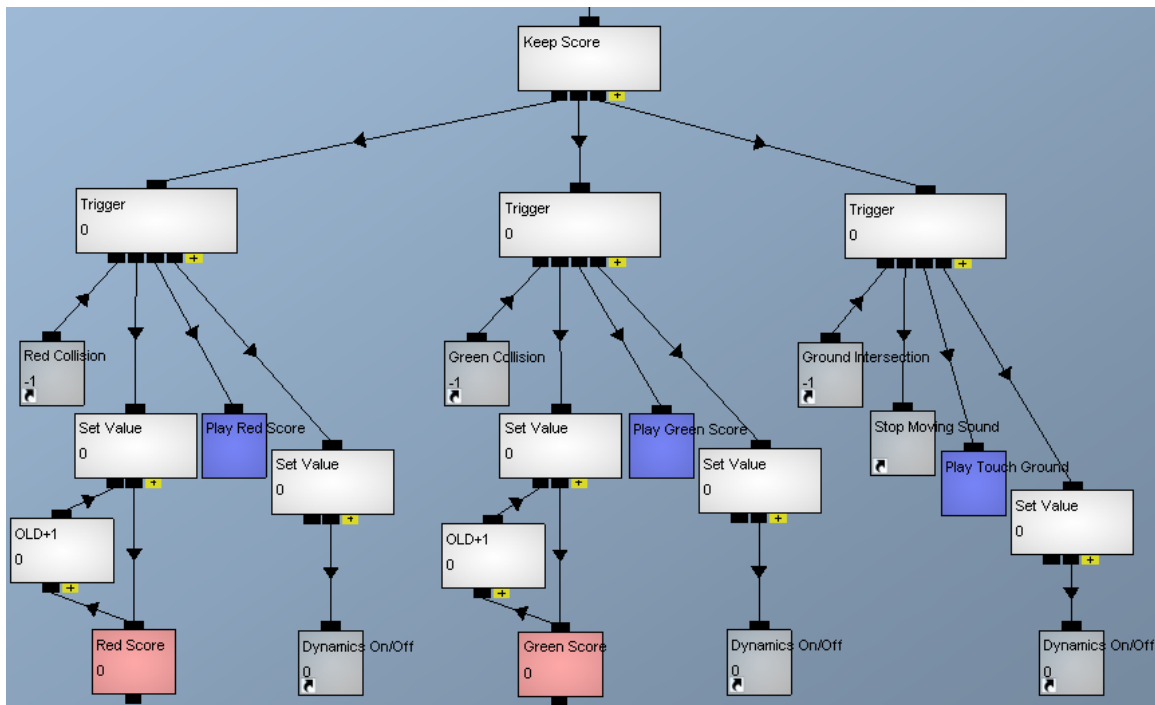 Keep Score
+
Trigger
0
+
Trigger
0
+
Trigger
0
+
Red Collision
-1
Green Collision
-1
Ground Intersection
-1
Set Value
0
+
Play Red Score
Set Value
0
+
Set Value
0
+
Play Green Score
Set Value
0
+
Stop Moving Sound
Play Touch Ground
Set Value
0
+
OLD+1
0
+
OLD+1
0
+
Red Score
0
Dynamics On/Off
0
Green Score
0
Dynamics On/Off
0
Dynamics On/Off
0